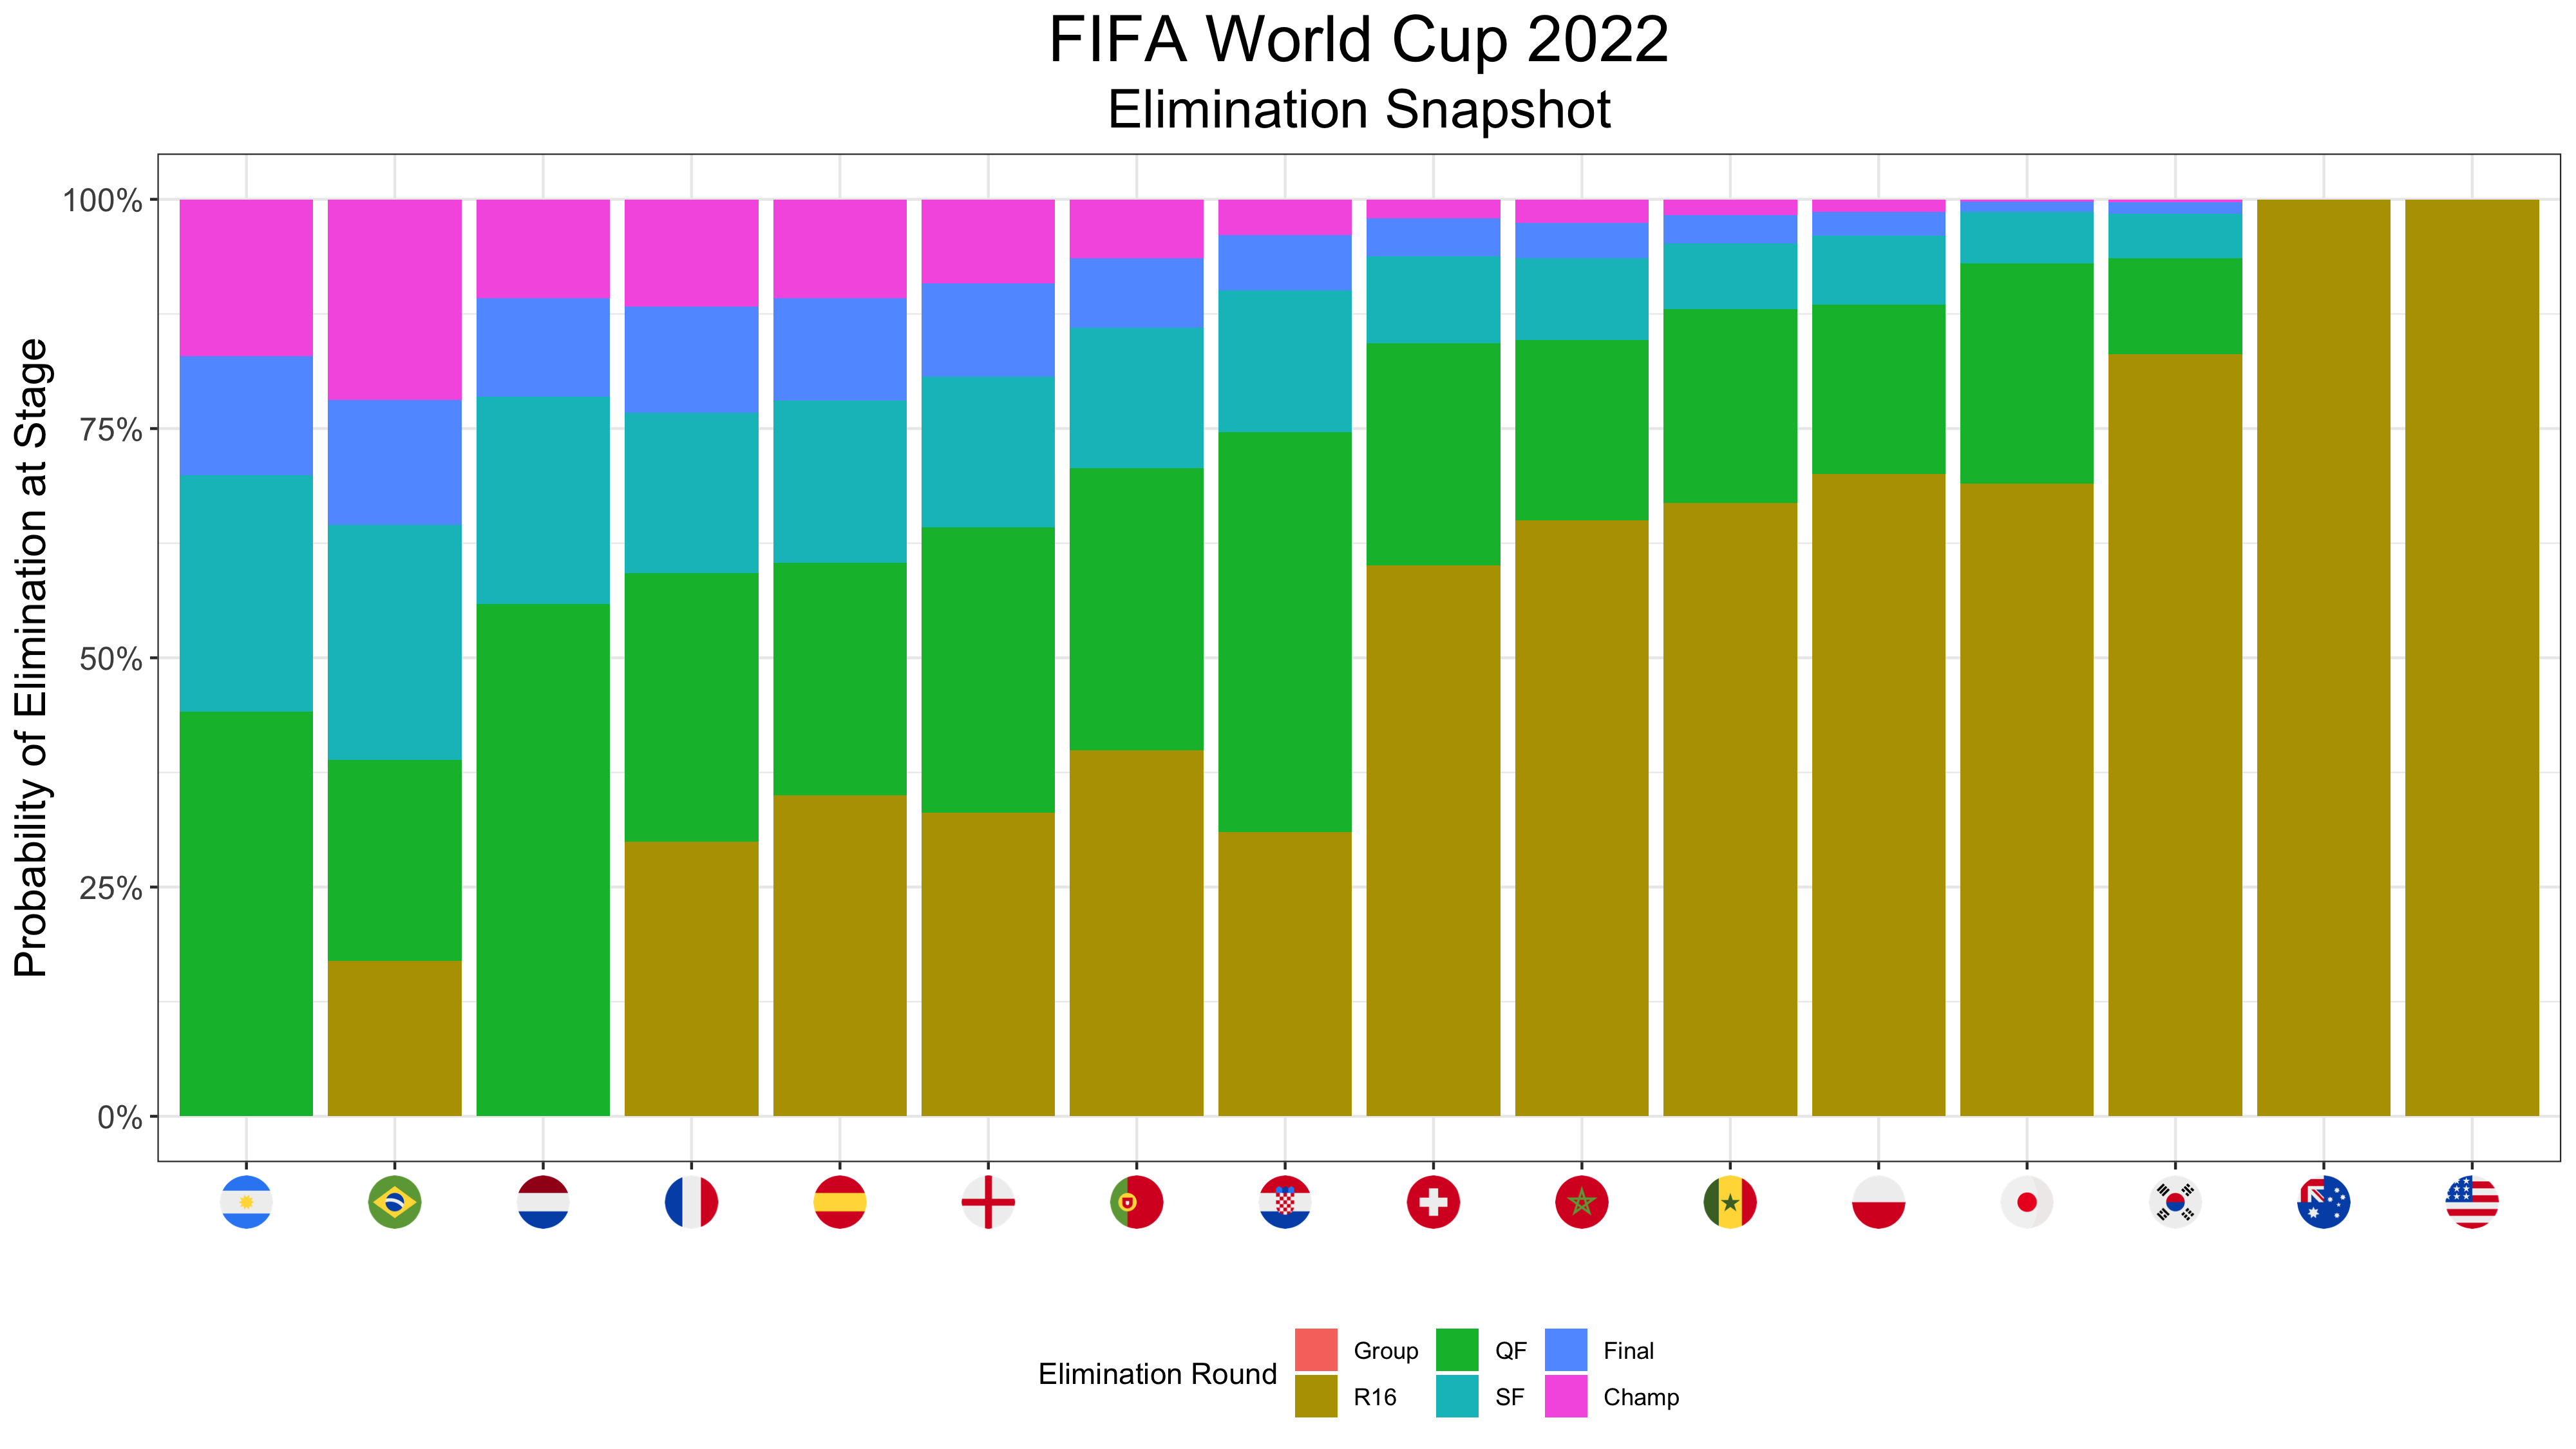 FIFA World Cup 2022
Elimination Snapshot
Probability of Elimination at Stage
100%
75%
50%
25%
0%
Elimination Round
Group
R16
QF
SF
Final
Champ